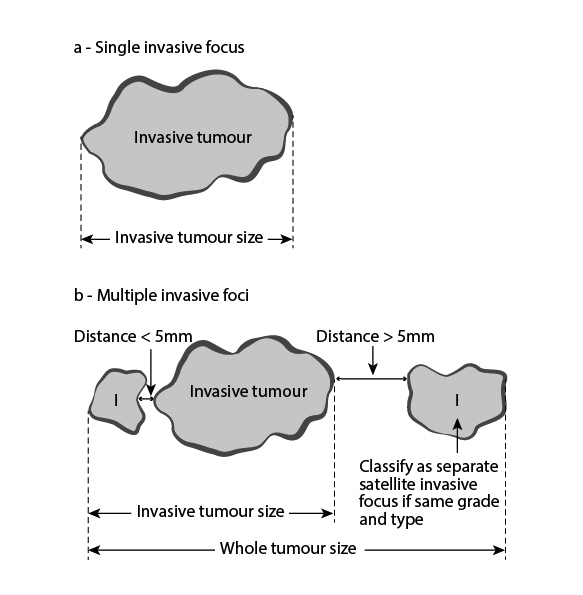 a - Single invasive focus
Invasive tumour
Invasive tumour size
b - Multiple invasive foci
Distance < 5mm
Distance > 5mm
I
Invasive tumour
I
Classify as separate
satellite invasive
focus if same grade
and type
Invasive tumour size
Whole tumour size